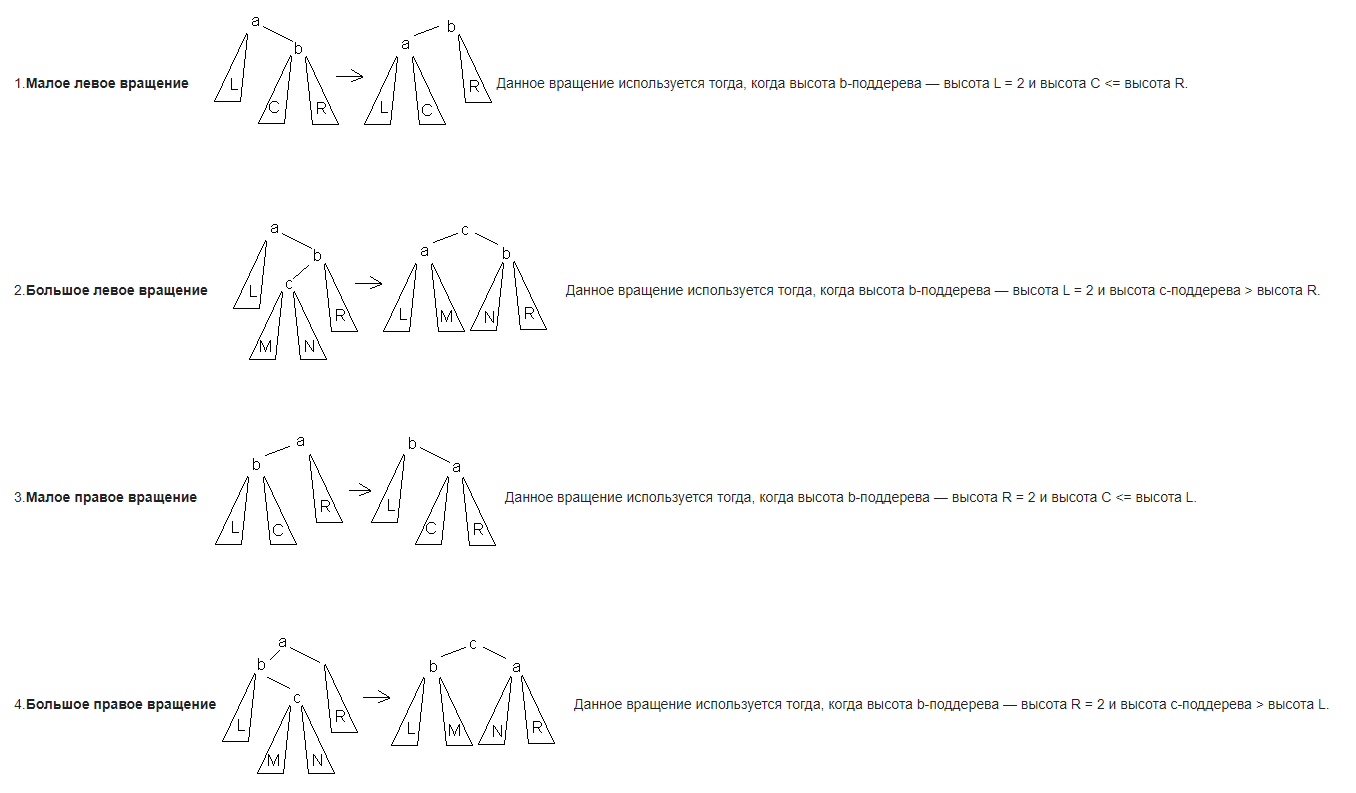 a b
b a
L C R L C R
1.Малое левое вращение Данное вращение используется тогда, когда высота b-поддерева — высота L = 2 и высота C <= высота R.
a c
b a b
c
L R L M N R
M N
2.Большое левое вращение Данное вращение используется тогда, когда высота b-поддерева — высота L = 2 и высота c-поддерева > высота R.
a b
b a
L C R L C R
3.Малое правое вращение Данное вращение используется тогда, когда высота b-поддерева — высота R = 2 и высота C <= высота L.
a c
b b a
c
L R L M N R
M N
4.Большое правое вращение Данное вращение используется тогда, когда высота b-поддерева — высота R = 2 и высота c-поддерева > высота L.